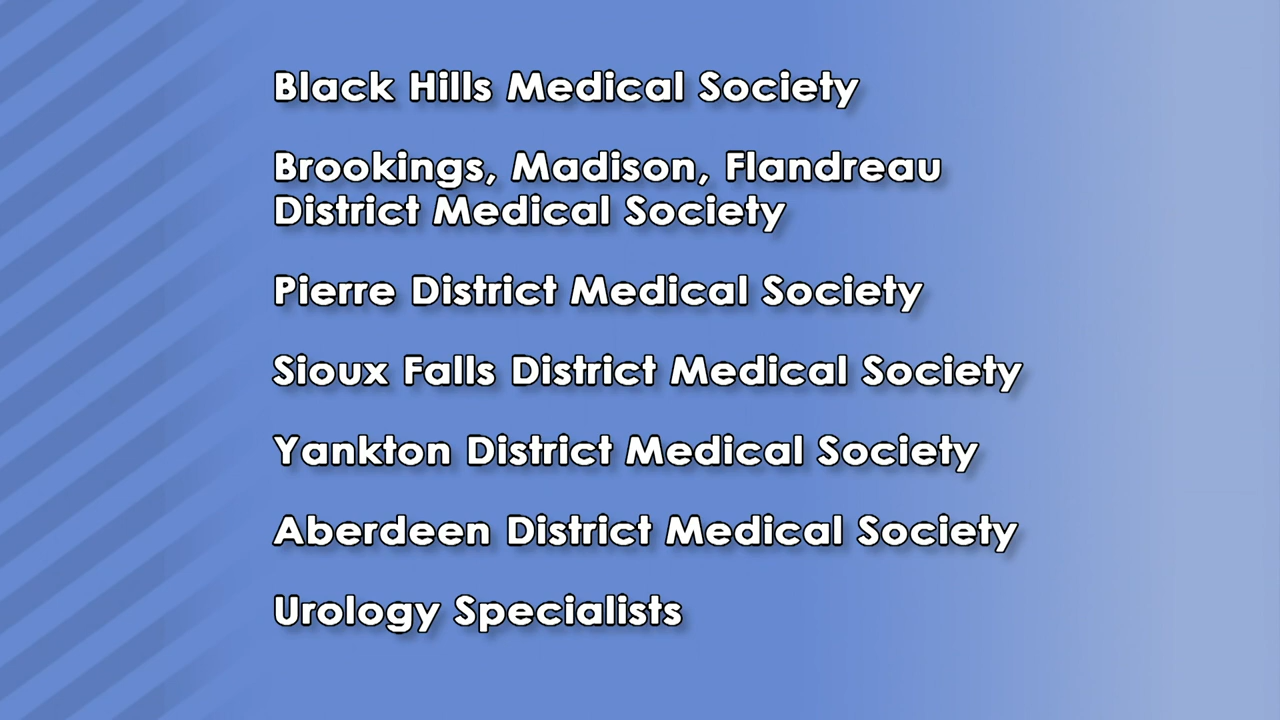 Black Hills Medical Society
Brookings, Madison, Flandreau
District Medical Society
Pierre District Medical Society
Sioux Falls District Medical Society
Yankton District Medical Society
Aberdeen District Medical Society
Urology Specialists